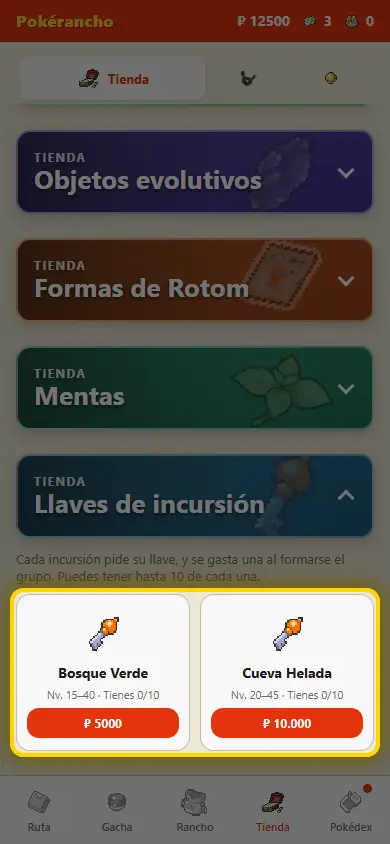 Pokérancho ₽ 12500 3 0
Tienda
TIENDA
Objetos evolutivos
TIENDA
Formas de Rotom
TIENDA
Mentas
TIENDA
Llaves de incursión
Cada incursión pide su llave, y se gasta una al formarse el
grupo. Puedes tener hasta 10 de cada una.
Bosque Verde
Nv. 15–40 · Tienes 0/10
₽ 5000
Cueva Helada
Nv. 20–45 · Tienes 0/10
₽ 10.000
Ruta Gacha Rancho Tienda Pokédex